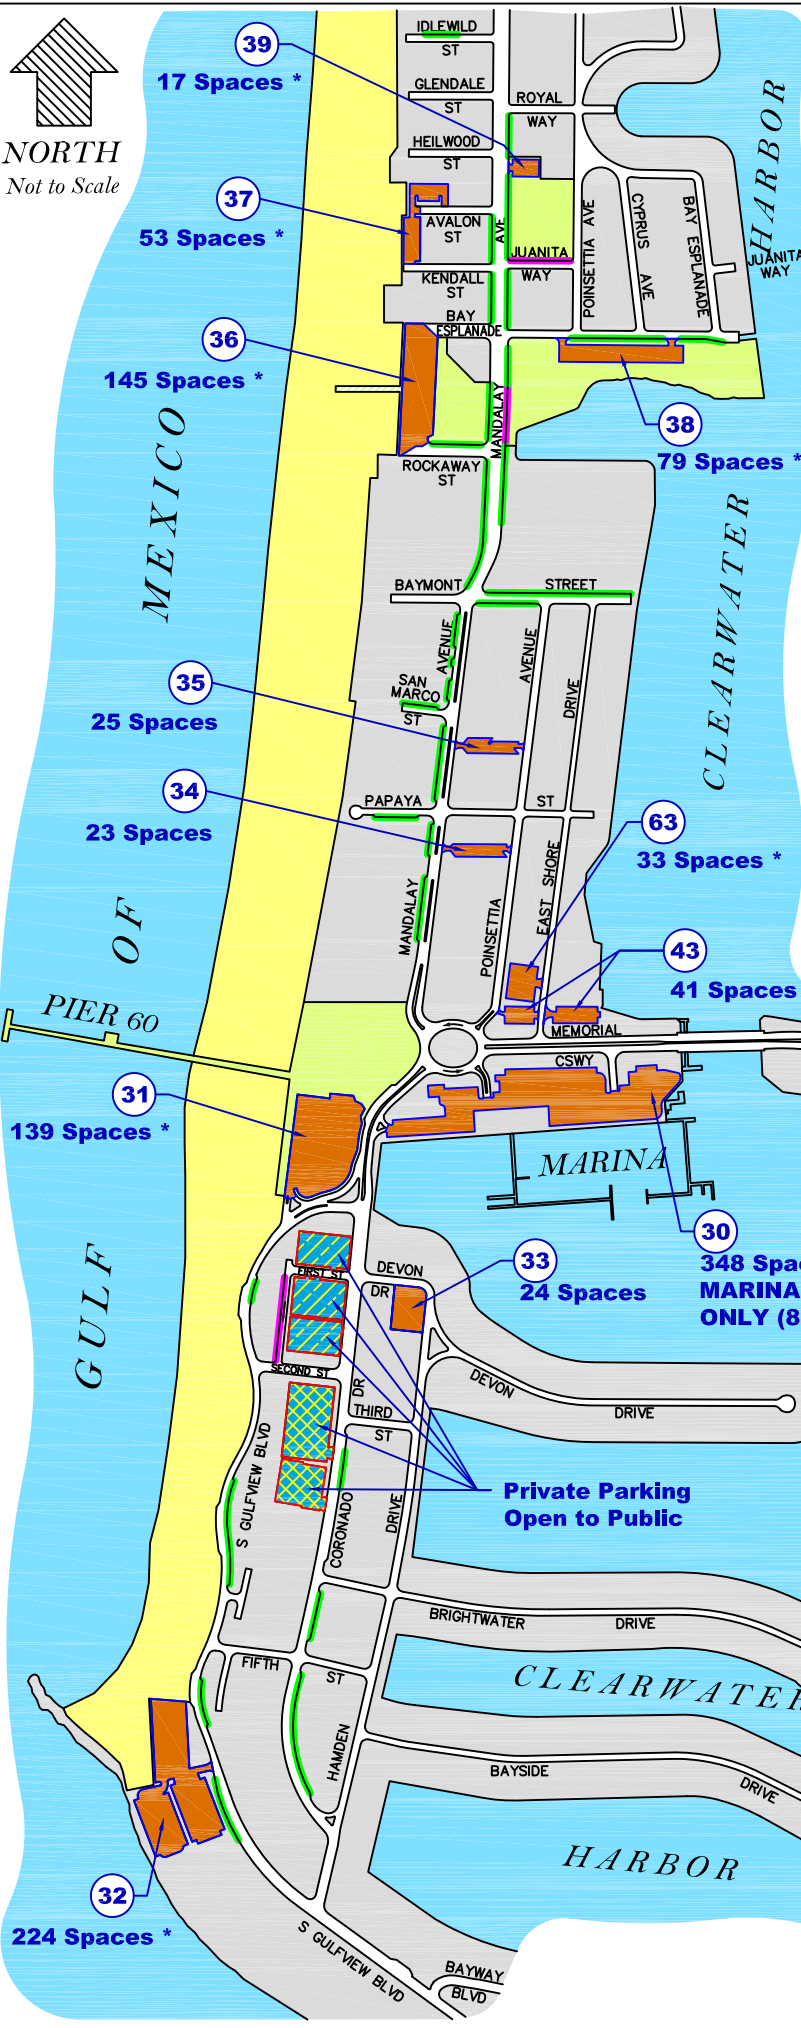 NORTH
Not to Scale
IDLEWILD
ST
39
17 Spaces *
GLENDALE
ST
ROYAL
WAY
HEILWOOD
ST
HARBOR
37
53 Spaces *
AVALON
ST
AVE
JUANITA
WAY
POINSETTIA AVE
CYPRUS AVE
BAY ESPLANADE
JUANITA
WAY
KENDALL
ST
BAY
ESPLANADE
36
145 Spaces *
38
79 Spaces *
MANDALAY
ROCKAWAY
ST
MEXICO
CLEARWATER
BAYMONT
STREET
AVENUE
AVENUE
DRIVE
SAN
MARCO
ST
35
25 Spaces
34
23 Spaces
PAPAYA
ST
63
33 Spaces *
MANDALAY
POINSETTIA
EAST SHORE
43
41 Spaces
OF
PIER 60
MEMORIAL
CSWY
31
139 Spaces *
MARINA
30
348 Spa
MARINA
ONLY (8
GULF
FIRST ST
DEVON
DR
33
24 Spaces
SECOND ST
DR
THIRD
ST
DEVON
DRIVE
S GULFVIEW BLVD
CORONADO
DRIVE
Private Parking
Open to Public
BRIGHTWATER
DRIVE
FIFTH
ST
CLEARWATER
HAMDEN
BAYSIDE
DRIVE
HARBOR
32
224 Spaces *
S GULFVIEW BLVD
BAYWAY
BLVD